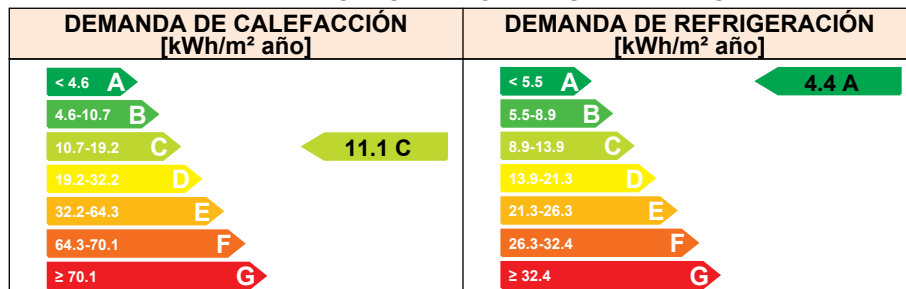 DEMANDA DE CALEFACCIÓN
[kWh/m² año]
< 4.6 A
4.6-10.7 B
10.7-19.2 C
11.1 C
19.2-32.2 D
32.2-64.3 E
64.3-70.1 F
≥ 70.1 G
DEMANDA DE REFRIGERACIÓN
[kWh/m² año]
< 5.5 A
4.4 A
5.5-8.9 B
8.9-13.9 C
13.9-21.3 D
21.3-26.3 E
26.3-32.4 F
≥ 32.4 G